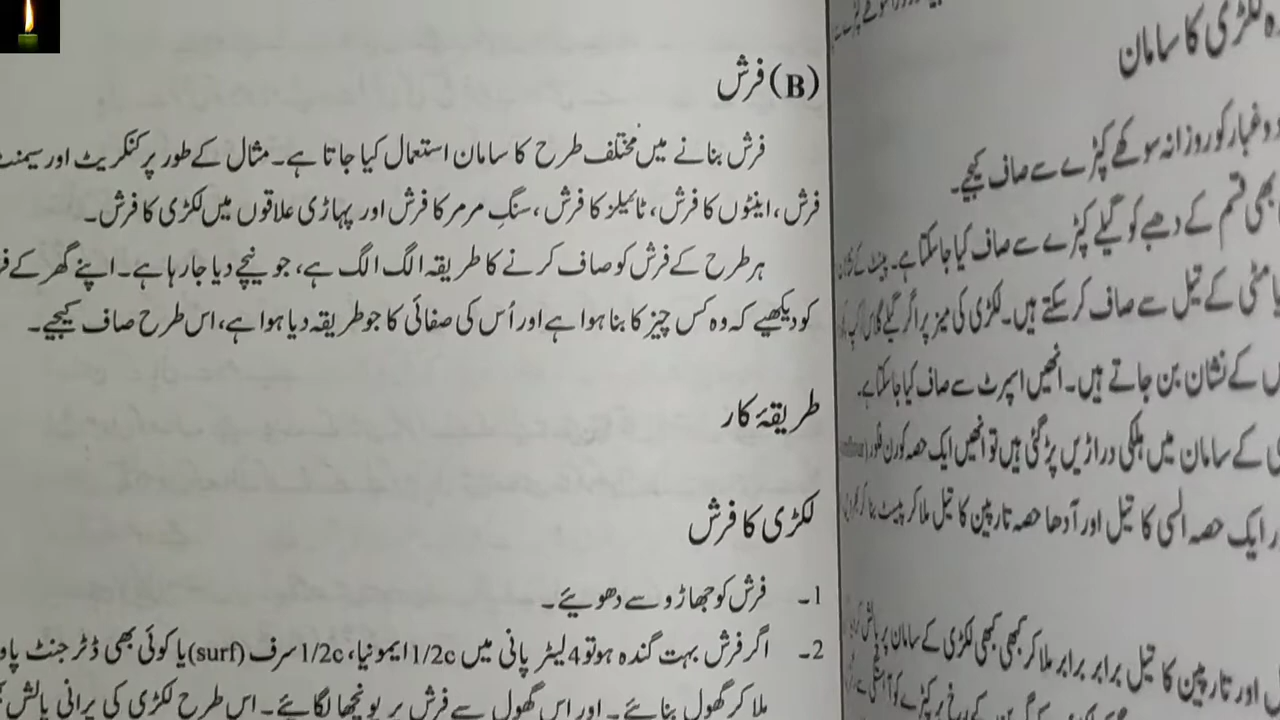 (B) فرش
فرش بنانے میں مختلف طرح کا سامان استعمال کیا جاتا ہے۔ مثال کے طور پر کنکریٹ اور سیمنٹ
فرش، اینٹوں کا فرش، ٹائیلز کا فرش، سنگِ مرمر کا فرش اور پہاڑی علاقوں میں لکڑی کا فرش۔
ہر طرح کے فرش کو صاف کرنے کا طریقہ الگ الگ ہے، جو نیچے دیا جا رہا ہے۔ اپنے گھر کے
کو دیکھیے کہ وہ کس چیز کا بنا ہوا ہے اور اُس کی صفائی کا جو طریقہ دیا ہوا ہے، اس طرح صاف کیجیے۔
طریقۂ کار
لکڑی کا فرش
1۔ فرش کو جھاڑو سے دھویئے۔
2۔ اگر فرش بہت گندہ ہو تو 4 لیٹر پانی میں 1/2c ایمونیا، 1/2c سرف (surf) یا کوئی بھی ڈٹرجنٹ
ملا کر گھول بنائیے۔ اور اس گھول سے فرش پر پونچھا لگائیے۔ اس طرح لکڑی کی پرانی پالش
لکڑی کا سامان
وغبار کو روزانہ سوکھے کپڑے سے صاف کیجیے۔
بھی قسم کے دھبے کو گیلے کپڑے سے صاف کیا جا سکتا ہے۔ پینٹ کے
مٹی کے تیل سے صاف کر سکتے ہیں۔ لکڑی کی میز پر اگر گیلے
کے نشان بن جاتے ہیں۔ انھیں اسپرٹ سے صاف کیا جا سکتا ہے۔
کے سامان میں ہلکی دراڑیں پڑ گئی ہیں تو انھیں ایک حصہ
ایک حصہ السی کا تیل اور آدھا حصہ تارپین کا تیل ملا کر پیسٹ بنا کر
اور تارپین کا تیل برابر برابر ملا کر کبھی کبھی لکڑی کے سامان پر پالش